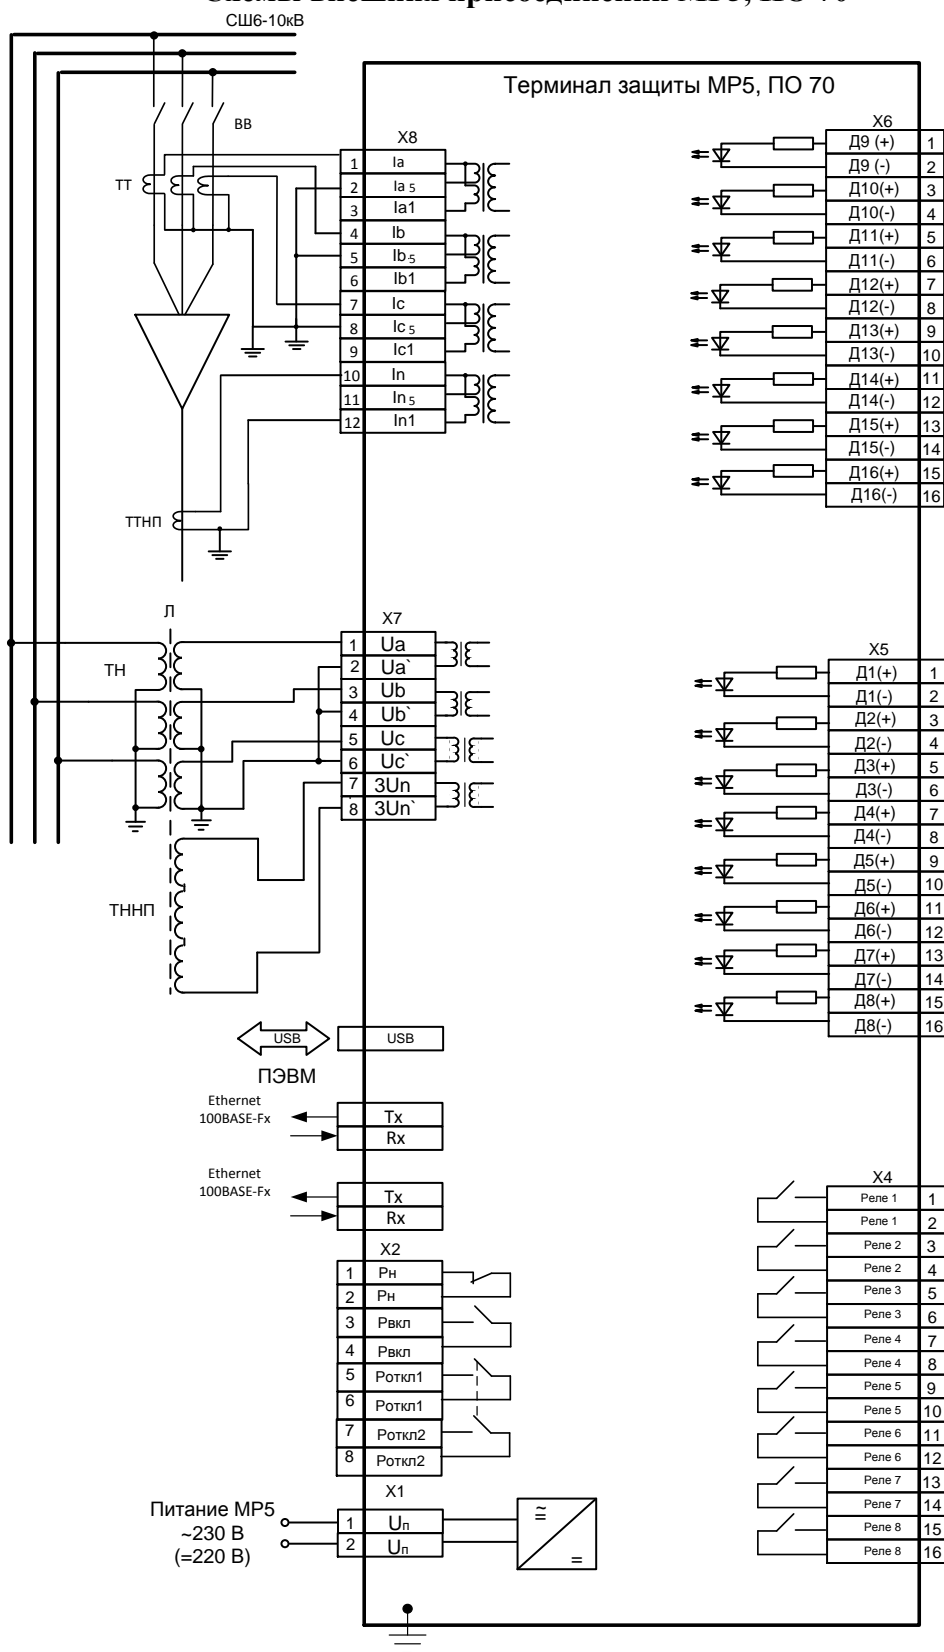 СШ6-10кВ
Терминал защиты МР5, ПО 70
ВВ
ТТ
X8
1 Ia
2 Ia 5
3 Ia1
4 Ib
5 Ib 5
6 Ib1
7 Ic
8 Ic 5
9 Ic1
10 In
11 In 5
12 In1
ТТНП
X6
Д9 (+) 1
Д9 (-) 2
Д10(+) 3
Д10(-) 4
Д11(+) 5
Д11(-) 6
Д12(+) 7
Д12(-) 8
Д13(+) 9
Д13(-) 10
Д14(+) 11
Д14(-) 12
Д15(+) 13
Д15(-) 14
Д16(+) 15
Д16(-) 16
Л
ТН
X7
1 Ua
2 Ua`
3 Ub
4 Ub`
5 Uc
6 Uc`
7 3Un
8 3Un`
ТННП
X5
Д1(+) 1
Д1(-) 2
Д2(+) 3
Д2(-) 4
Д3(+) 5
Д3(-) 6
Д4(+) 7
Д4(-) 8
Д5(+) 9
Д5(-) 10
Д6(+) 11
Д6(-) 12
Д7(+) 13
Д7(-) 14
Д8(+) 15
Д8(-) 16
USB USB
ПЭВМ
Ethernet
100BASE-Fx
Tx
Rx
Ethernet
100BASE-Fx
Tx
Rx
X2
1 Рн
2 Рн
3 Рвкл
4 Рвкл
5 Роткл1
6 Роткл1
7 Роткл2
8 Роткл2
X4
Реле 1 1
Реле 1 2
Реле 2 3
Реле 2 4
Реле 3 5
Реле 3 6
Реле 4 7
Реле 4 8
Реле 5 9
Реле 5 10
Реле 6 11
Реле 6 12
Реле 7 13
Реле 7 14
Реле 8 15
Реле 8 16
X1
Питание МР5
~230 В
(=220 В)
1 Uп
2 Uп